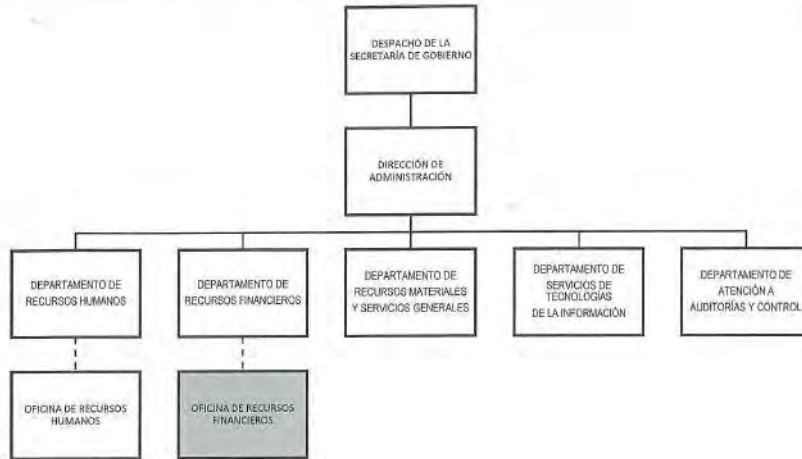 DESPACHO DE LA
SECRETARÍA DE GOBIERNO
DIRECCIÓN DE
ADMINISTRACIÓN
DEPARTAMENTO DE
RECURSOS HUMANOS
DEPARTAMENTO DE
RECURSOS FINANCIEROS
DEPARTAMENTO DE
RECURSOS MATERIALES
Y SERVICIOS GENERALES
DEPARTAMENTO DE
SERVICIOS DE
TECNOLOGÍAS
DE LA INFORMACIÓN
DEPARTAMENTO DE
ATENCIÓN A
AUDITORÍAS Y CONTROL
OFICINA DE RECURSOS
HUMANOS
OFICINA DE RECURSOS
FINANCIEROS